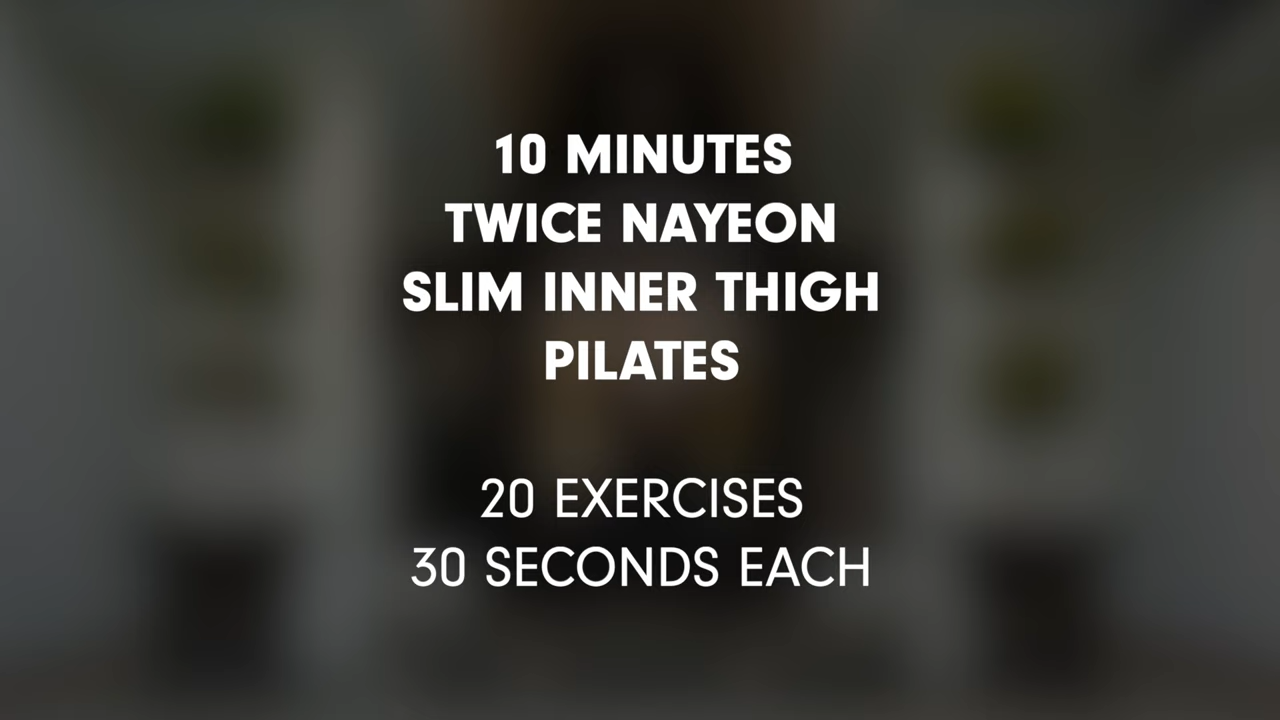 10 MINUTES
TWICE NAYEON
SLIM INNER THIGH
PILATES
20 EXERCISES
30 SECONDS EACH